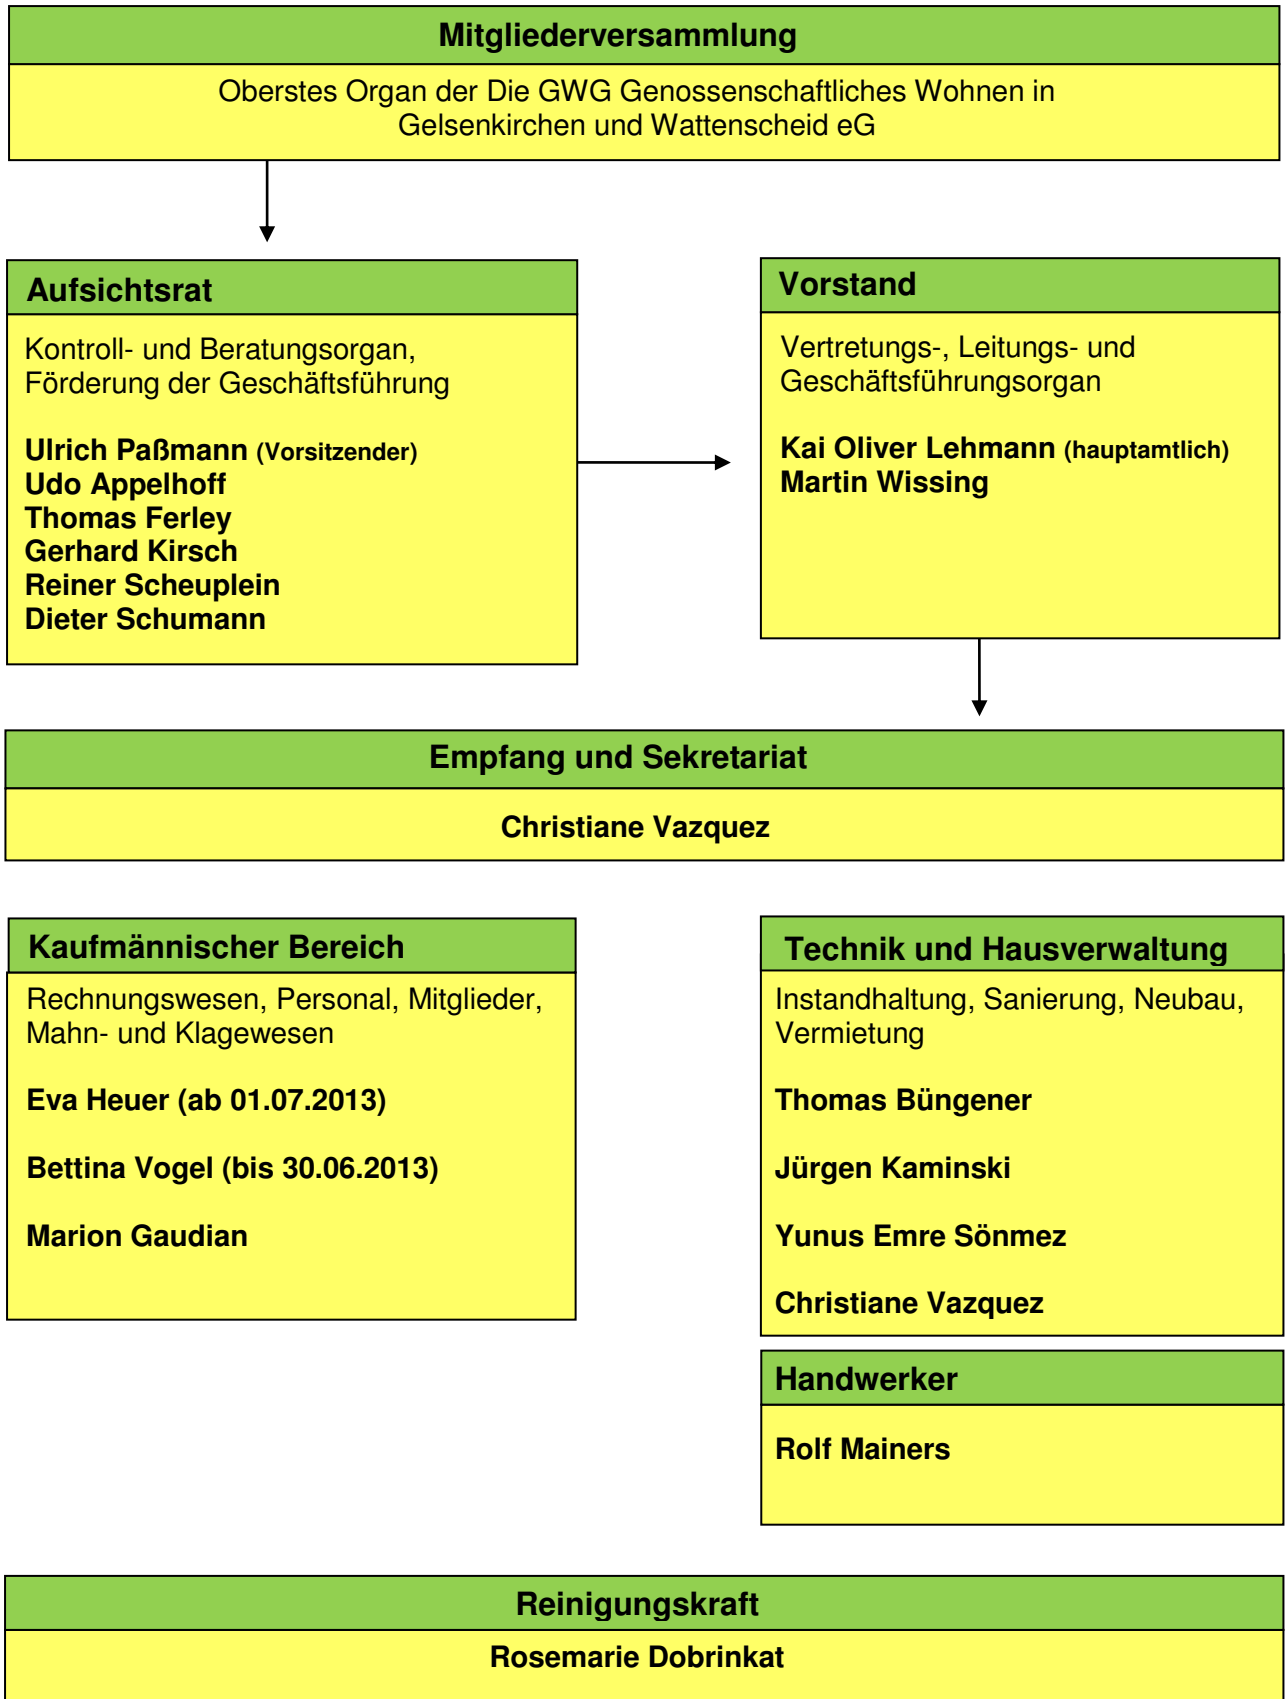 Mitgliederversammlung
Oberstes Organ der Die GWG Genossenschaftliches Wohnen in
Gelsenkirchen und Wattenscheid eG
Aufsichtsrat
Kontroll- und Beratungsorgan,
Förderung der Geschäftsführung
Ulrich Paßmann (Vorsitzender)
Udo Appelhoff
Thomas Ferley
Gerhard Kirsch
Reiner Scheuplein
Dieter Schumann
Vorstand
Vertretungs-, Leitungs- und
Geschäftsführungsorgan
Kai Oliver Lehmann (hauptamtlich)
Martin Wissing
Empfang und Sekretariat
Christiane Vazquez
Kaufmännischer Bereich
Rechnungswesen, Personal, Mitglieder,
Mahn- und Klagewesen
Eva Heuer (ab 01.07.2013)
Bettina Vogel (bis 30.06.2013)
Marion Gaudian
Technik und Hausverwaltung
Instandhaltung, Sanierung, Neubau,
Vermietung
Thomas Büngener
Jürgen Kaminski
Yunus Emre Sönmez
Christiane Vazquez
Handwerker
Rolf Mainers
Reinigungskraft
Rosemarie Dobrinkat